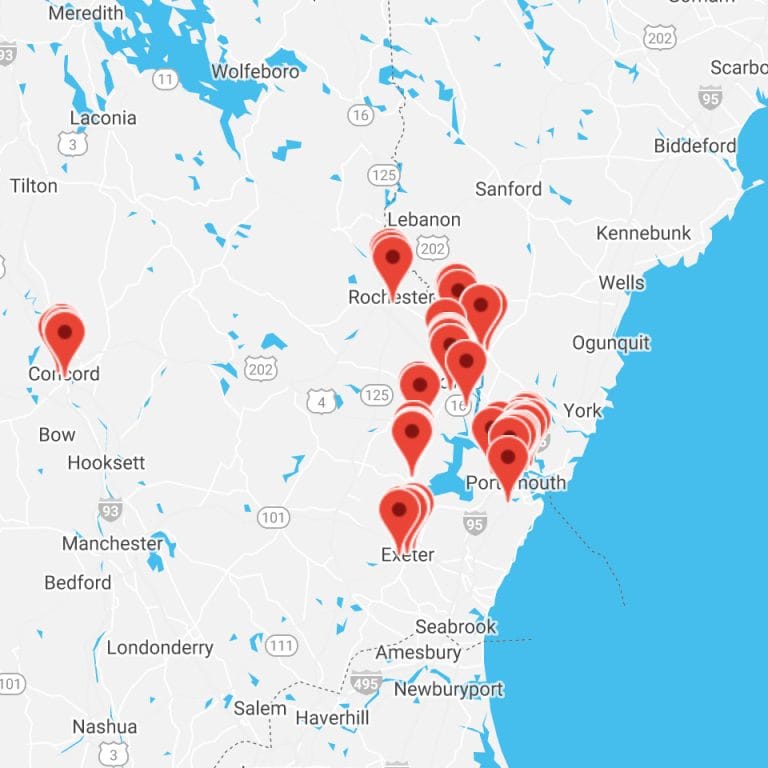 Meredith
93
202
Wolfeboro
Scarbo
11
95
16
Laconia
3
Biddeford
125
Tilton
Sanford
Lebanon
Kennebunk
202
Wells
Rochester
Ogunquit
202
Concord
125
4
16
York
Bow
Hooksett
Portsmouth
93
101
95
Manchester
Exeter
Bedford
Seabrook
111
Londonderry
Amesbury
101
495
Newburyport
Salem
Haverhill
Nashua
3